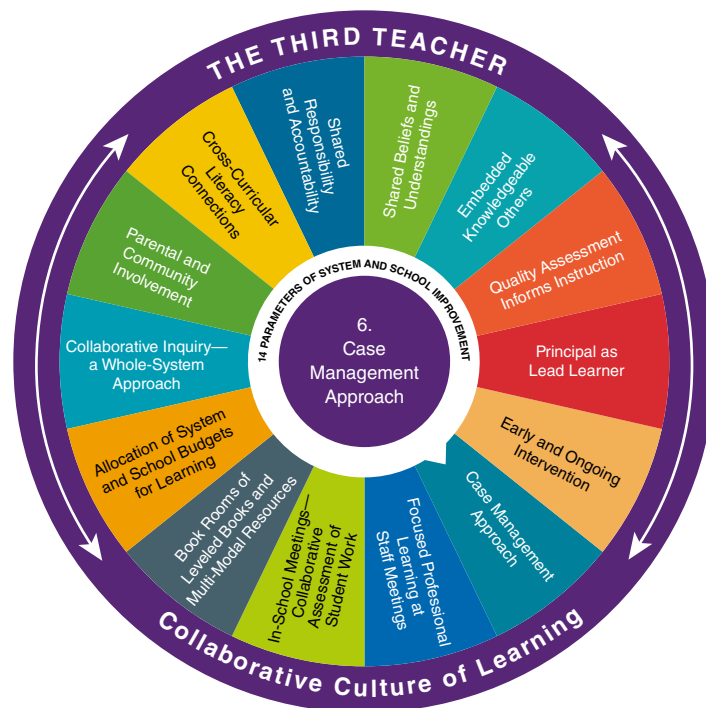 THE THIRD TEACHER
Shared Beliefs and
Understandings
Embedded
Knowledgeable
Others
Quality Assessment
Informs Instruction
Principal as
Lead Learner
Early and Ongoing
Intervention
Case Management
Approach
Focused Professional
Learning at
Staff Meetings
In-School Meetings—
Collaborative
Assessment of
Student Work
Book Rooms of
Leveled Books and
Multi-Modal Resources
Allocation of System
and School Budgets
for Learning
Collaborative Inquiry—
a Whole-System
Approach
Parental and
Community
Involvement
Cross-Curricular
Literacy
Connections
Shared
Responsibility
and Accountability
14 PARAMETERS OF SYSTEM AND SCHOOL IMPROVEMENT
6.
Case
Management
Approach
Collaborative Culture of Learning